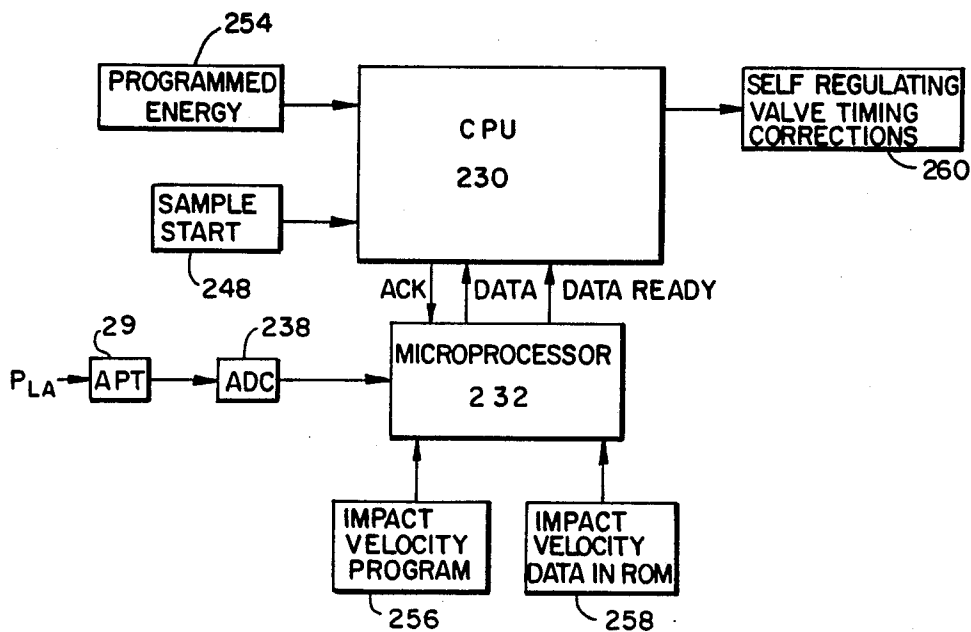 254
PROGRAMMED
ENERGY
CPU
230
SELF REGULATING
VALVE TIMING
CORRECTIONS
260
SAMPLE
START
248
ACK
DATA
DATA READY
29
238
PLA
APT
ADC
MICROPROCESSOR
232
IMPACT
VELOCITY
PROGRAM
256
IMPACT
VELOCITY
DATA IN ROM
258